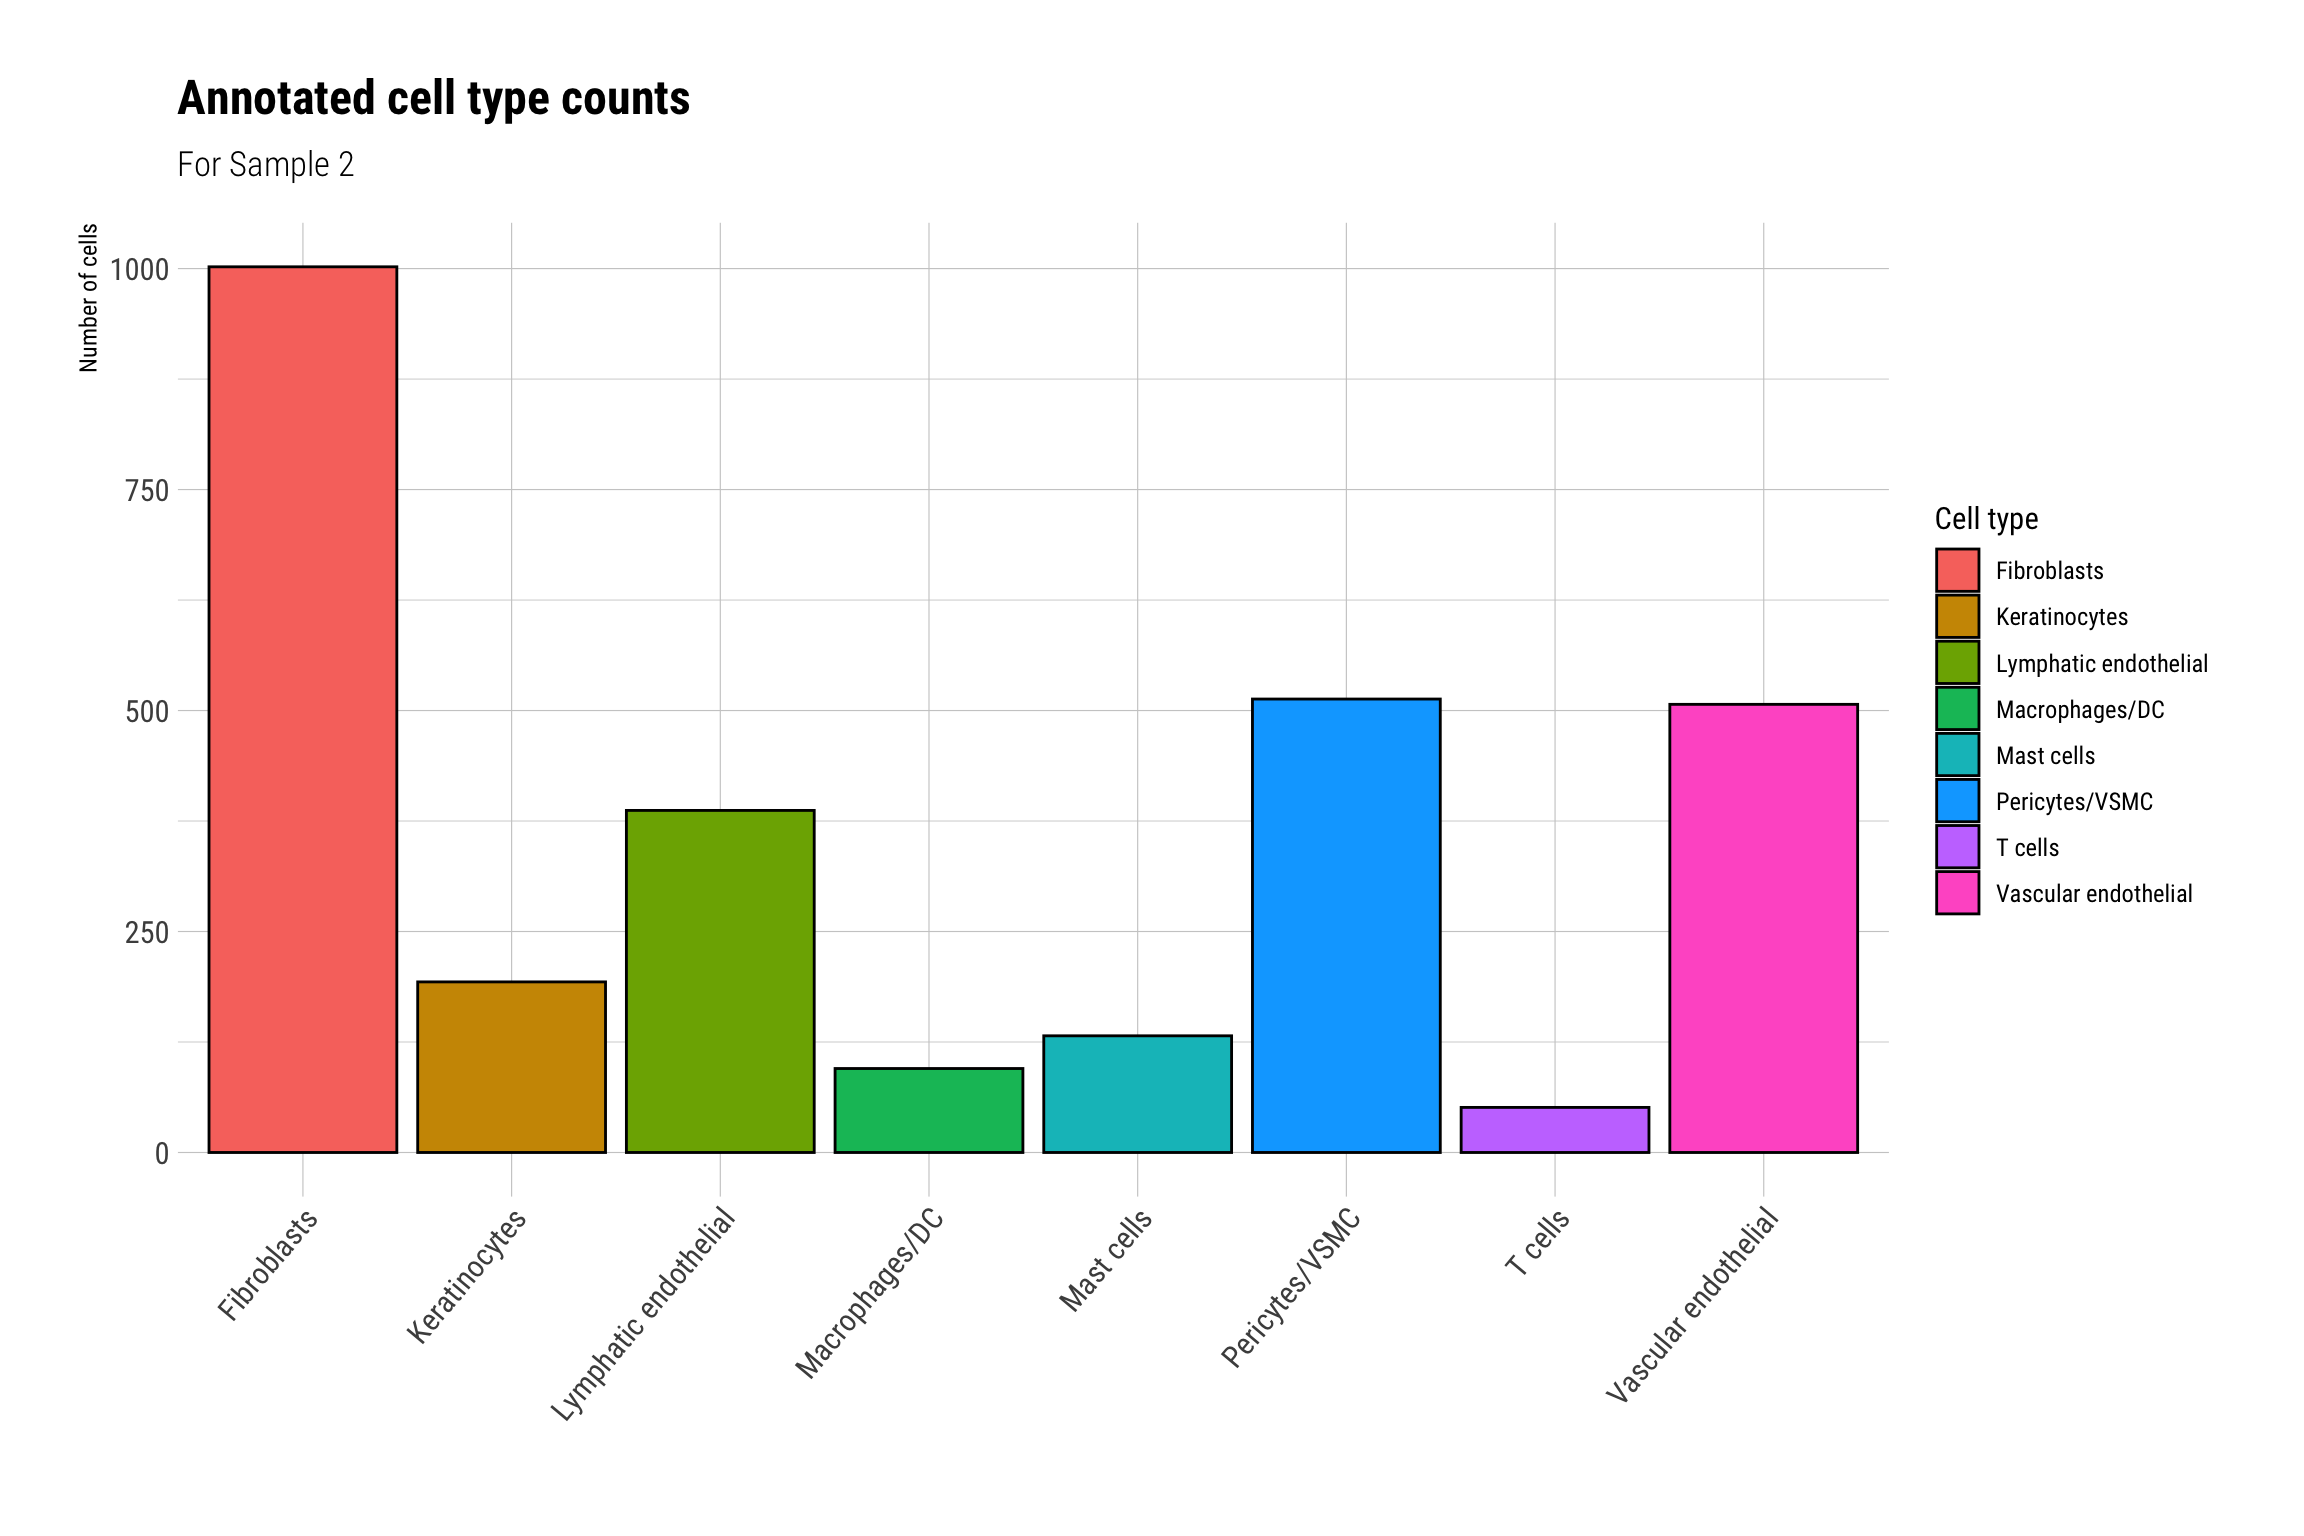 Annotated cell type counts
For Sample 2
Number of cells
1000
750
500
250
0
Fibroblasts
Keratinocytes
Lymphatic endothelial
Macrophages/DC
Mast cells
Pericytes/VSMC
T cells
Vascular endothelial
Cell type
Fibroblasts
Keratinocytes
Lymphatic endothelial
Macrophages/DC
Mast cells
Pericytes/VSMC
T cells
Vascular endothelial